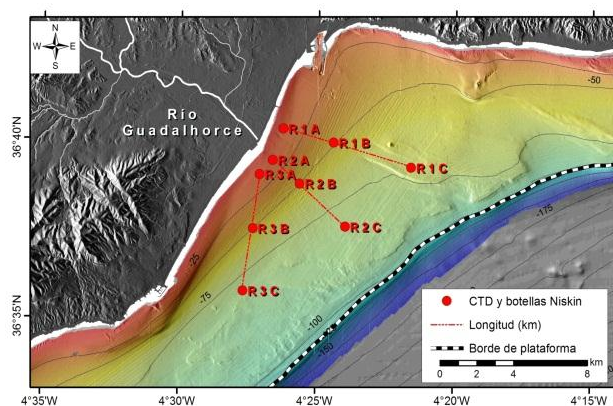 N
W E
S
Río
Guadalhorce
R1A
R1B
R1C
R2A
R3A
R2B
R2C
R3B
R3C
-50
-175
-25
-75
-100
-150
36°40'N
36°35'N
CTD y botellas Niskin
Longitud (km)
Borde de plataforma
km
0 2 4 8
4°35'W 4°30'W 4°25'W 4°20'W 4°15'W